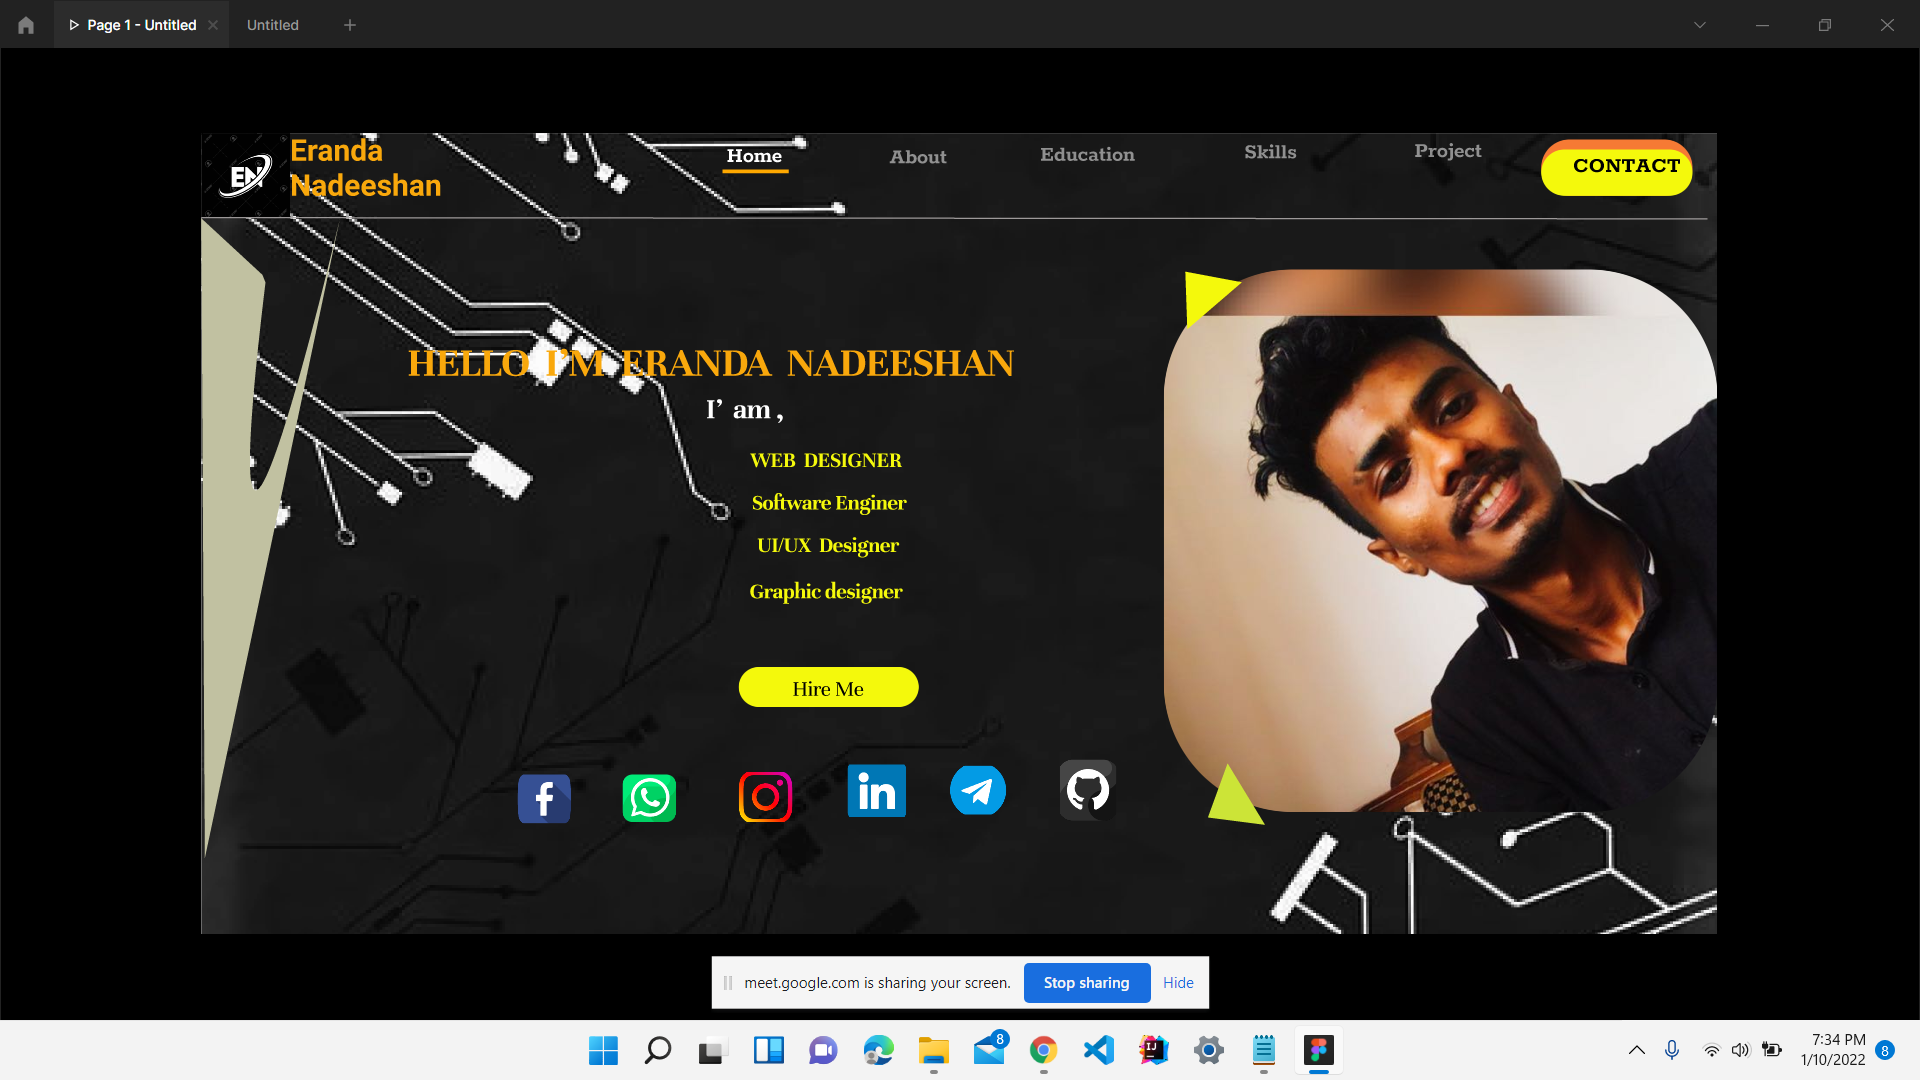 Page 1 - Untitled
Untitled
EN
Eranda
Nadeeshan
Home
About
Education
Skills
Project
CONTACT
HELLO I'M ERANDA NADEESHAN
I' am ,
WEB DESIGNER
Software Enginer
UI/UX Designer
Graphic designer
Hire Me
f
in
meet.google.com is sharing your screen.
Stop sharing
Hide
8
IJ
7:34 PM
1/10/2022
8